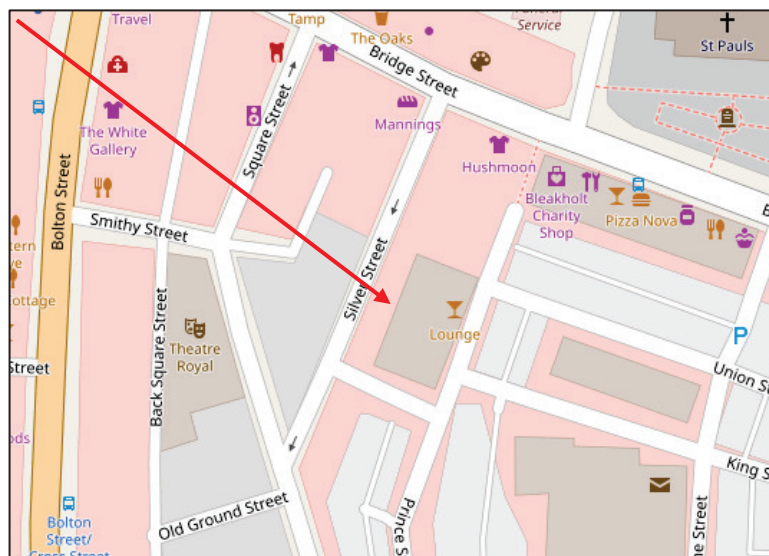 Travel
Tamp
The Oaks
Service
St Pauls
Bridge Street
Mannings
The White
Gallery
Square Street
Hushmoon
Bleakholt
Charity
Shop
Pizza Nova
Bolton Street
Smithy Street
Silver Street
Lounge
P
Theatre
Royal
Back Square Street
Street
Union St
King S
Old Ground Street
Prince S
Bolton
Street/
Cross Street